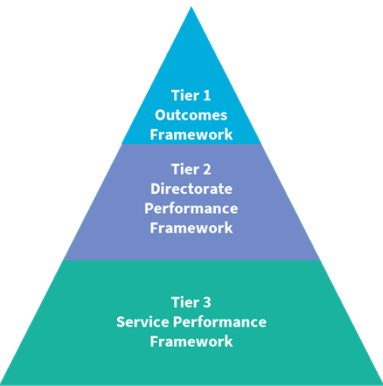 Tier 1
Outcomes
Framework
Tier 2
Directorate
Performance
Framework
Tier 3
Service Performance
Framework